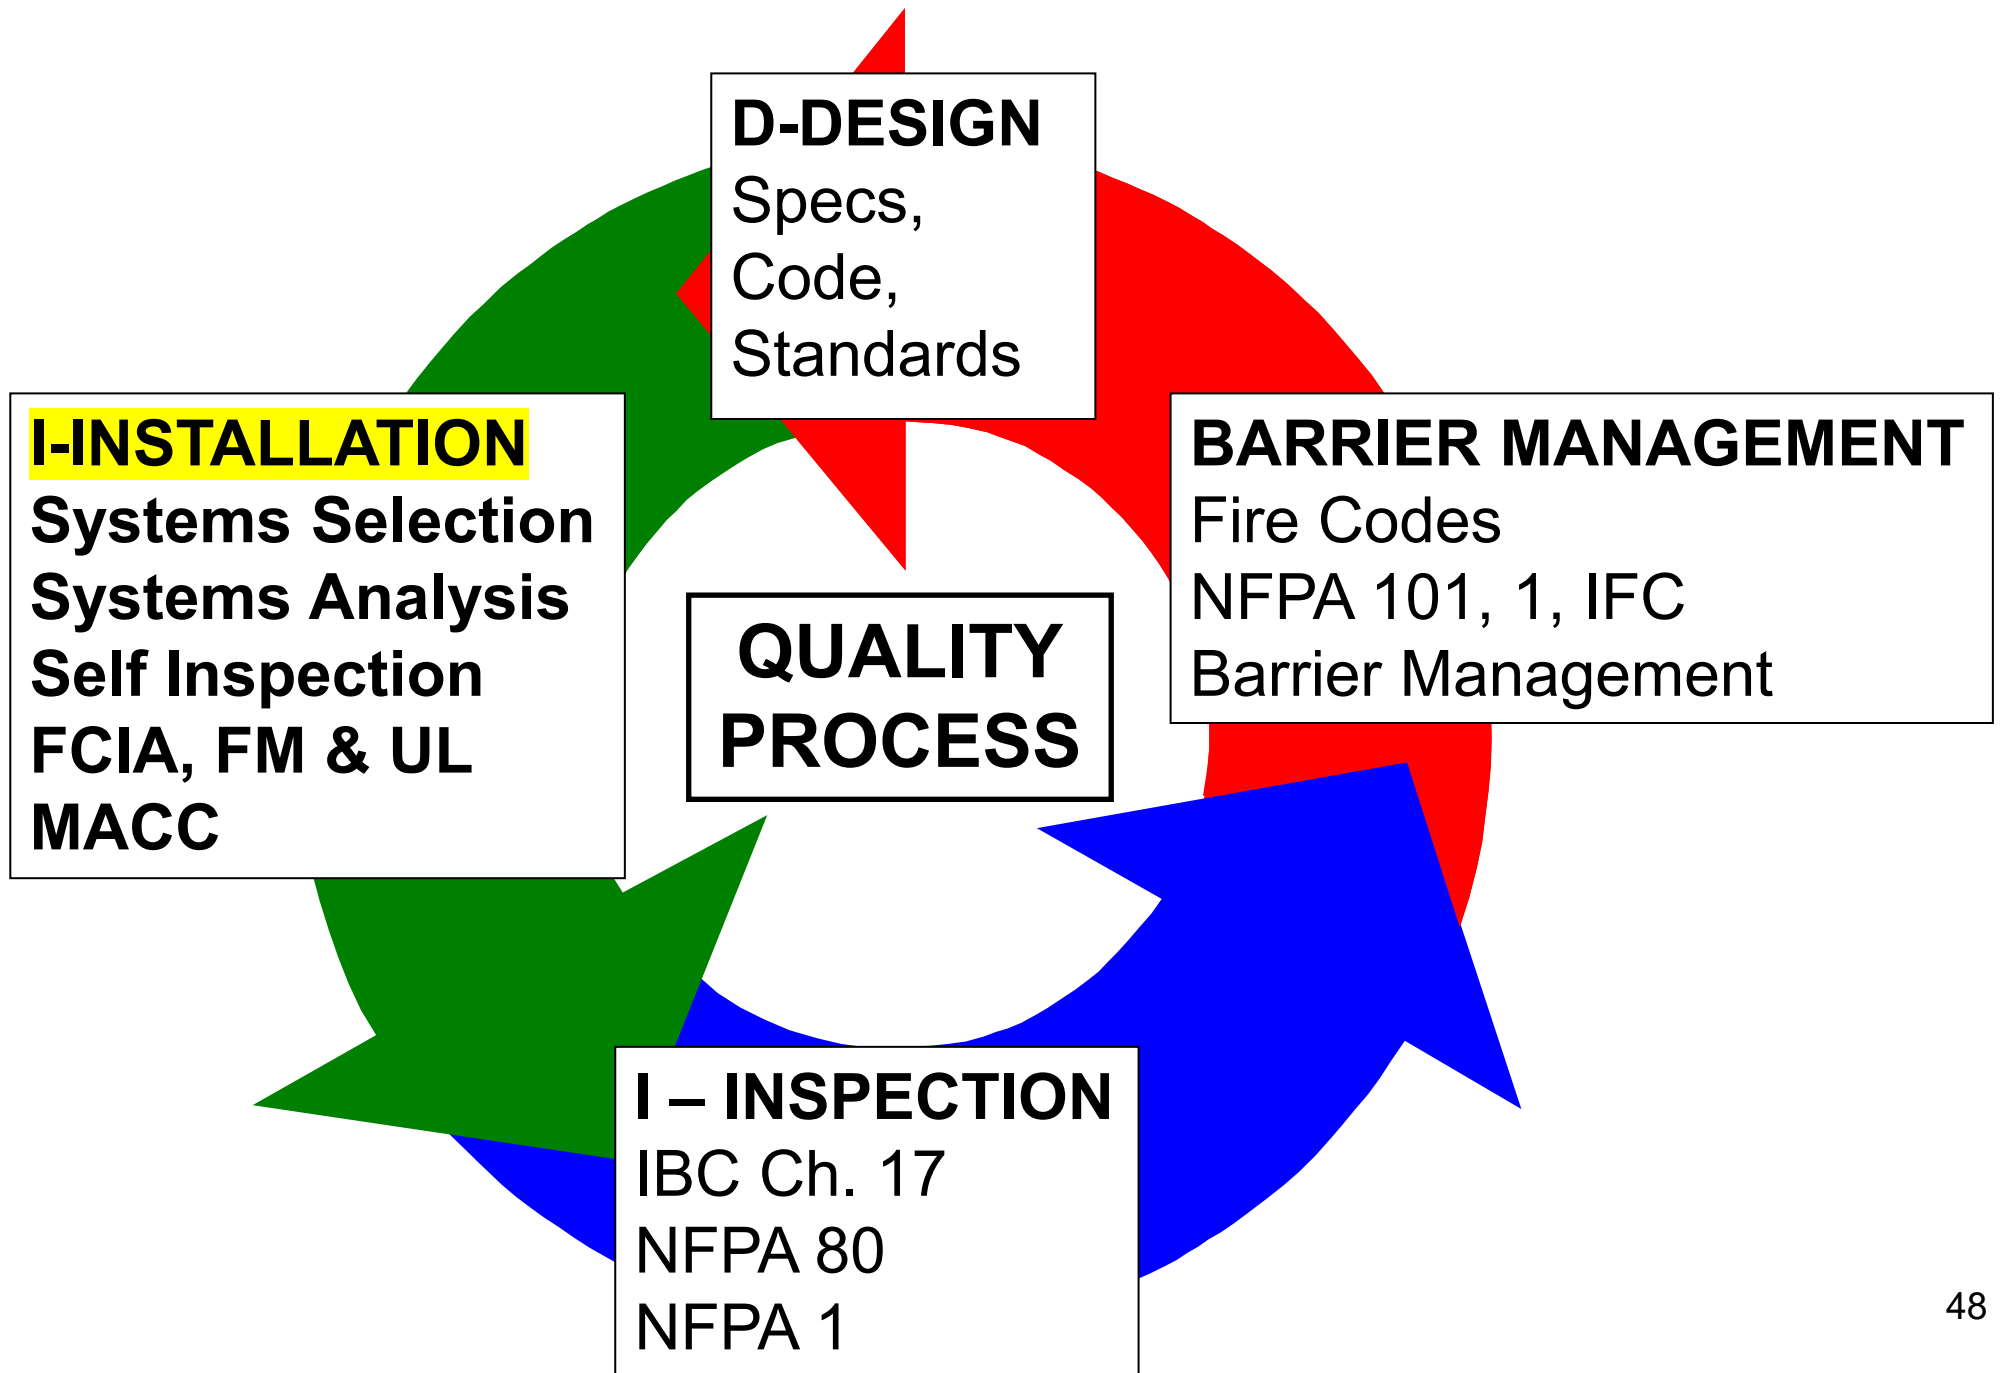 D-DESIGN
Specs,
Code,
Standards
I-INSTALLATION
Systems Selection
Systems Analysis
Self Inspection
FCIA, FM & UL
MACC
BARRIER MANAGEMENT
Fire Codes
NFPA 101, 1, IFC
Barrier Management
QUALITY
PROCESS
I – INSPECTION
IBC Ch. 17
NFPA 80
NFPA 1
48